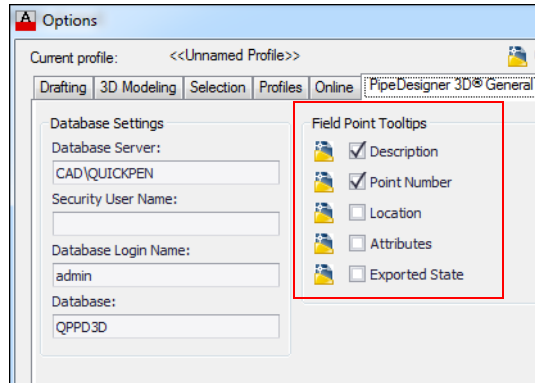 A Options
Current profile: <<Unnamed Profile>>
Drafting 3D Modeling Selection Profiles Online PipeDesigner 3D® General
Database Settings
Database Server:
CAD\QUICKPEN
Security User Name:
Database Login Name:
admin
Database:
QPPD3D
Field Point Tooltips
Description
Point Number
Location
Attributes
Exported State